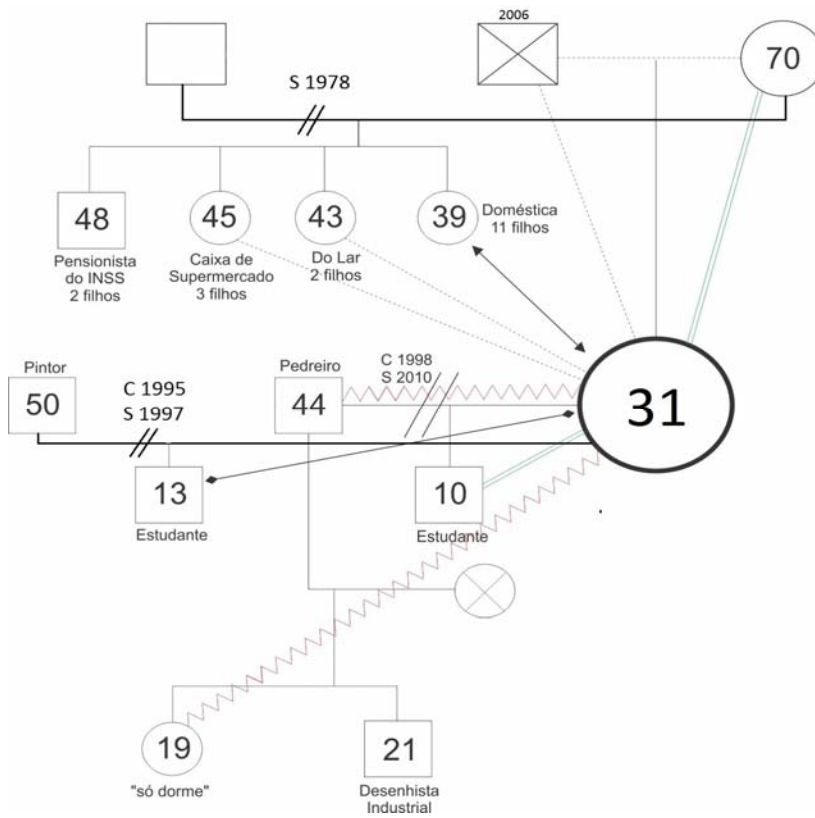 2006
70
S 1978
48
45
43
39
Doméstica
11 filhos
Pensionista
do INSS
2 filhos
Caixa de
Supermercado
3 filhos
Do Lar
2 filhos
Pintor
50
C 1995
S 1997
Pedreiro
44
C 1998
S 2010
31
13
Estudante
10
Estudante
19
"só dorme"
21
Desenhista
Industrial